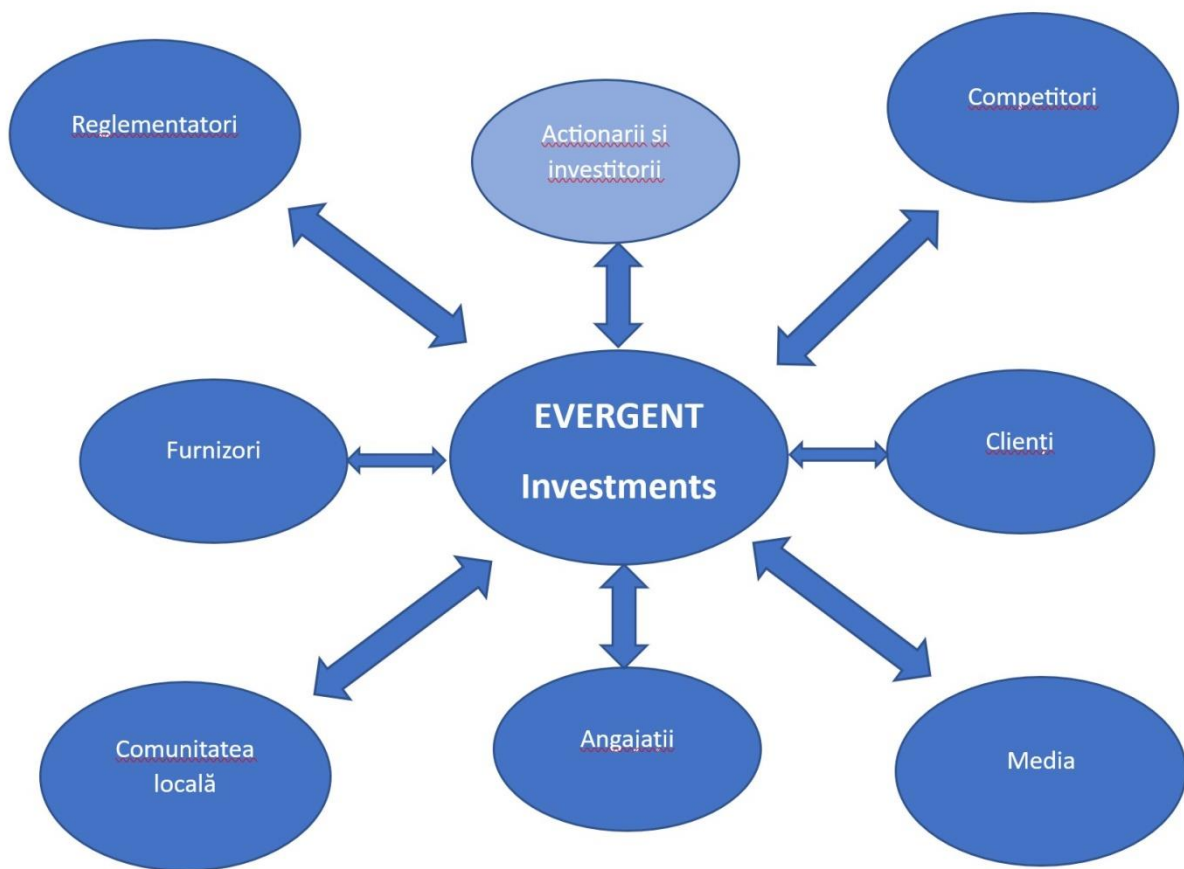 Reglementatori
Actionarii si
investitorii
Competitori
Furnizori
EVERGENT
Investments
Clienți
Comunitatea
locală
Angajații
Media